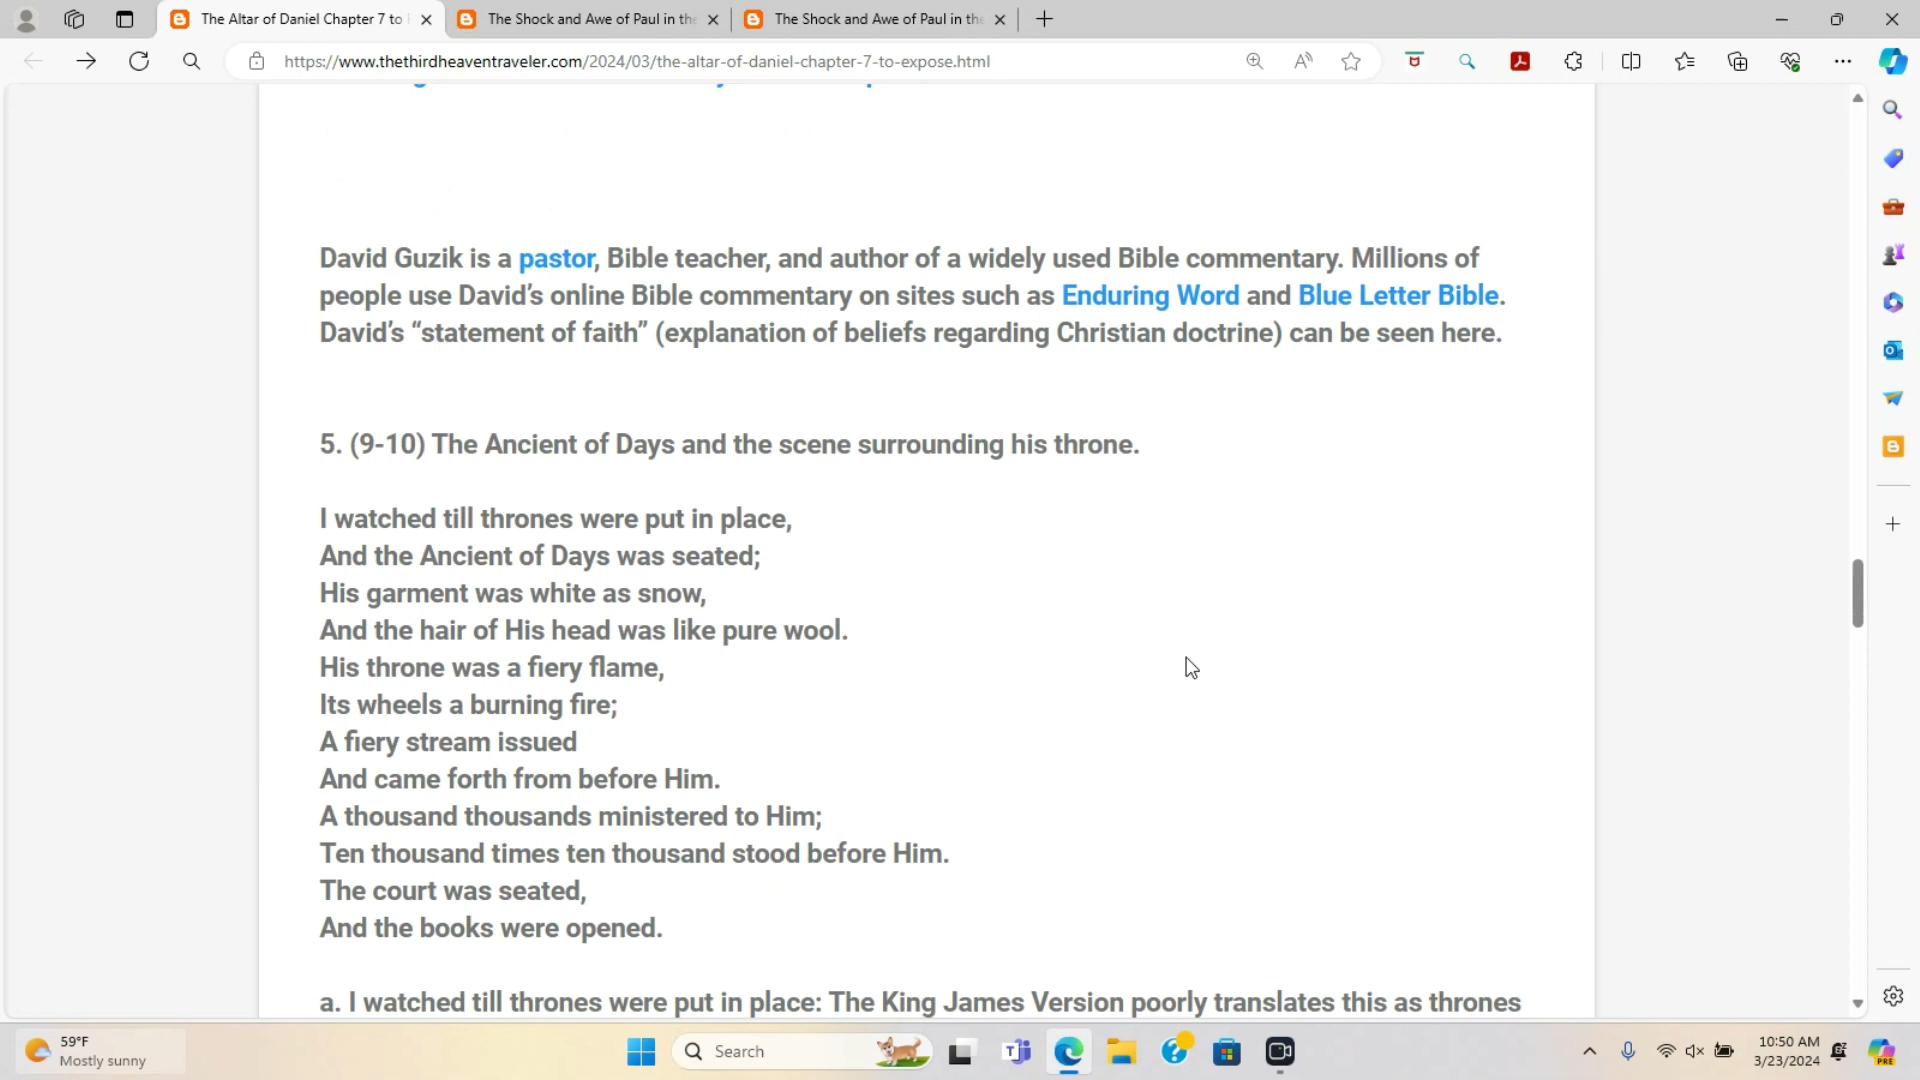 The Altar of Daniel Chapter 7 to
The Shock and Awe of Paul in the
The Shock and Awe of Paul in the
https://www.thethirdheaventraveler.com/2024/03/the-altar-of-daniel-chapter-7-to-expose.html
David Guzik is a pastor, Bible teacher, and author of a widely used Bible commentary. Millions of
people use David’s online Bible commentary on sites such as Enduring Word and Blue Letter Bible.
David’s “statement of faith” (explanation of beliefs regarding Christian doctrine) can be seen here.
5. (9-10) The Ancient of Days and the scene surrounding his throne.
I watched till thrones were put in place,
And the Ancient of Days was seated;
His garment was white as snow,
And the hair of His head was like pure wool.
His throne was a fiery flame,
Its wheels a burning fire;
A fiery stream issued
And came forth from before Him.
A thousand thousands ministered to Him;
Ten thousand times ten thousand stood before Him.
The court was seated,
And the books were opened.
a. I watched till thrones were put in place: The King James Version poorly translates this as thrones
59°F
Mostly sunny
Search
10:50 AM
3/23/2024
PRE